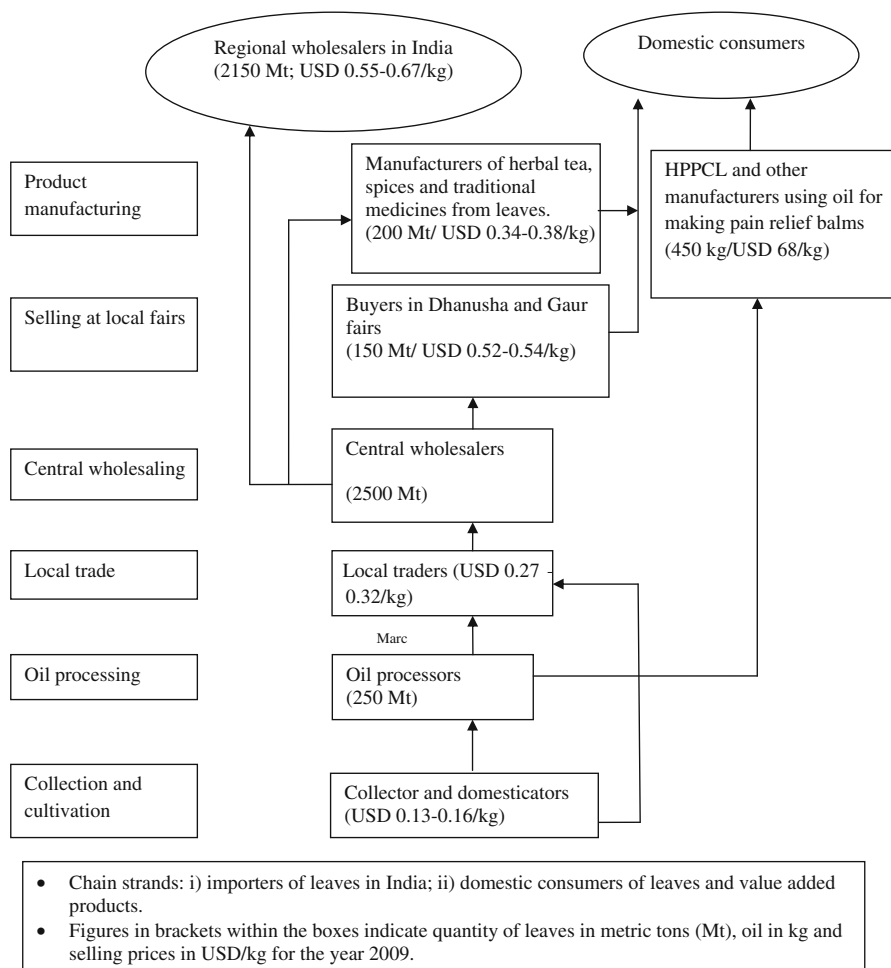 Regional wholesalers in India
(2150 Mt; USD 0.55-0.67/kg)
Domestic consumers
Product
manufacturing
Manufacturers of herbal tea,
spices and traditional
medicines from leaves.
(200 Mt/ USD 0.34-0.38/kg)
HPPCL and other
manufacturers using oil for
making pain relief balms
(450 kg/USD 68/kg)
Selling at local fairs
Buyers in Dhanusha and Gaur
fairs
(150 Mt/ USD 0.52-0.54/kg)
Central wholesaling
Central wholesalers
(2500 Mt)
Local trade
Local traders (USD 0.27 -
0.32/kg)
Marc
Oil processing
Oil processors
(250 Mt)
Collection and
cultivation
Collector and domesticators
(USD 0.13-0.16/kg)
• Chain strands: i) importers of leaves in India; ii) domestic consumers of leaves and value added
products.
• Figures in brackets within the boxes indicate quantity of leaves in metric tons (Mt), oil in kg and
selling prices in USD/kg for the year 2009.